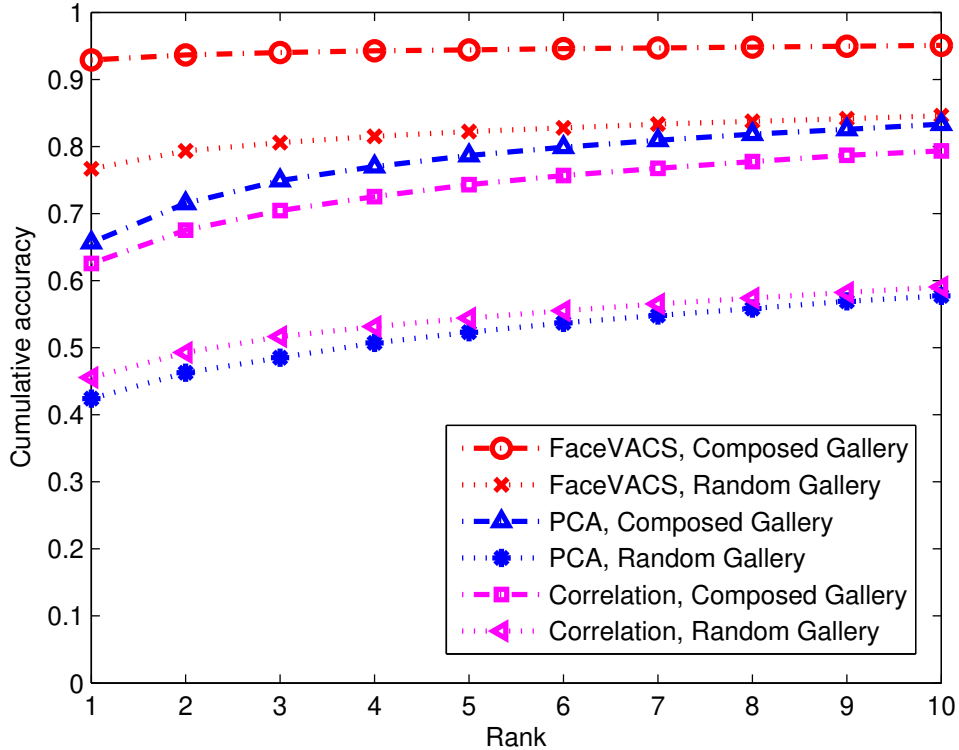 1
0.9
0.8
0.7
0.6
0.5
0.4
0.3
0.2
0.1
0
Cumulative accuracy
FaceVACS, Composed Gallery
FaceVACS, Random Gallery
PCA, Composed Gallery
PCA, Random Gallery
Correlation, Composed Gallery
Correlation, Random Gallery
1 2 3 4 5 6 7 8 9 10
Rank